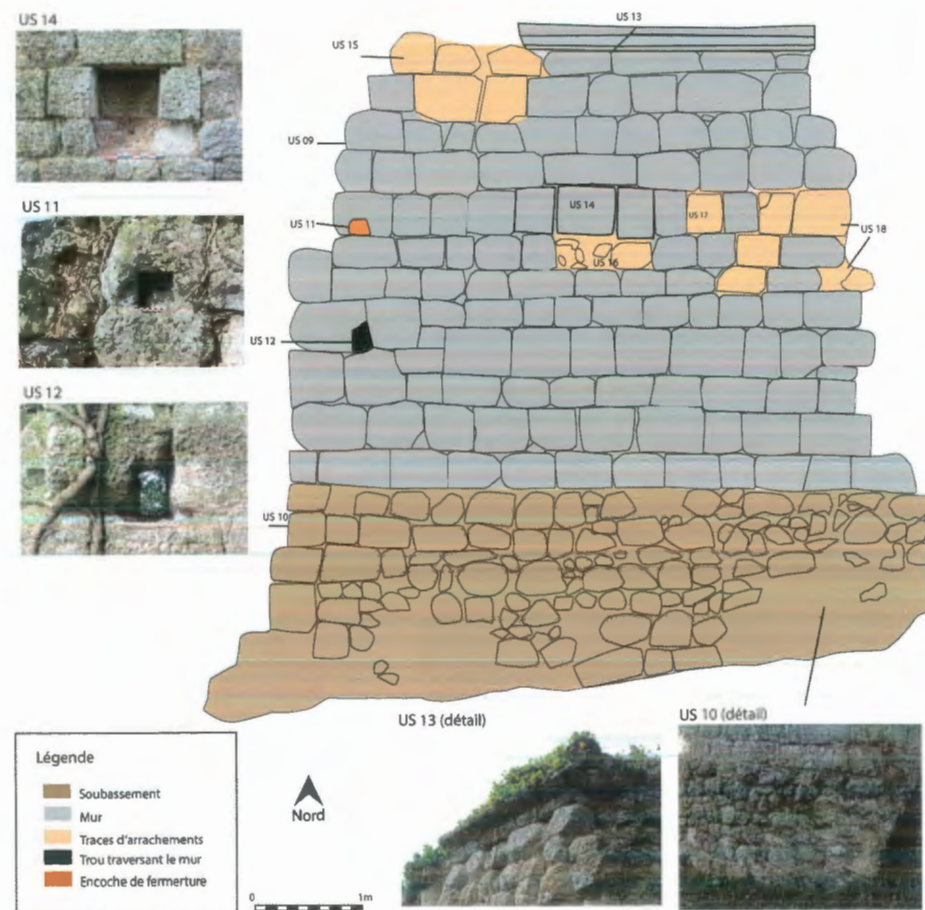 US 14
US 13
US 15
US 09
US 11
US 14
US 17
US 11
US 18
US 16
US 12
US 12
US 10
US 13 (détail)
US 10 (détail)
Légende
Soubassement
Mur
Traces d'arrachements
Trou traversant le mur
Encoche de fermerture
Nord
0
1m